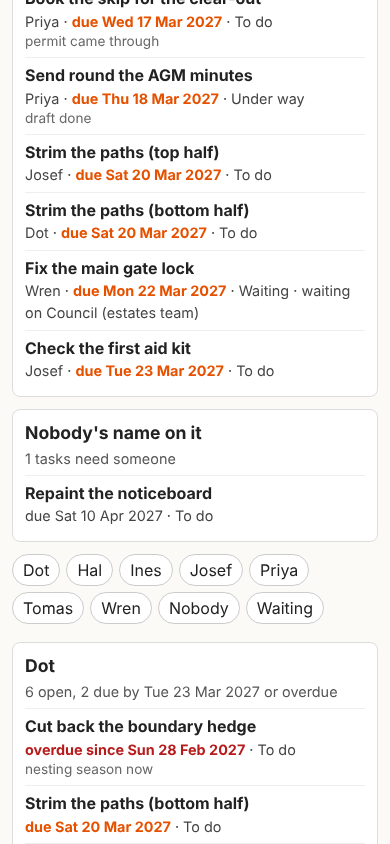 Book the skip for the clear-out
Priya · due Wed 17 Mar 2027 · To do
permit came through
Send round the AGM minutes
Priya · due Thu 18 Mar 2027 · Under way
draft done
Strim the paths (top half)
Josef · due Sat 20 Mar 2027 · To do
Strim the paths (bottom half)
Dot · due Sat 20 Mar 2027 · To do
Fix the main gate lock
Wren · due Mon 22 Mar 2027 · Waiting · waiting
on Council (estates team)
Check the first aid kit
Josef · due Tue 23 Mar 2027 · To do
Nobody's name on it
1 tasks need someone
Repaint the noticeboard
due Sat 10 Apr 2027 · To do
Dot Hal Ines Josef Priya
Tomas Wren Nobody Waiting
Dot
6 open, 2 due by Tue 23 Mar 2027 or overdue
Cut back the boundary hedge
overdue since Sun 28 Feb 2027 · To do
nesting season now
Strim the paths (bottom half)
due Sat 20 Mar 2027 · To do